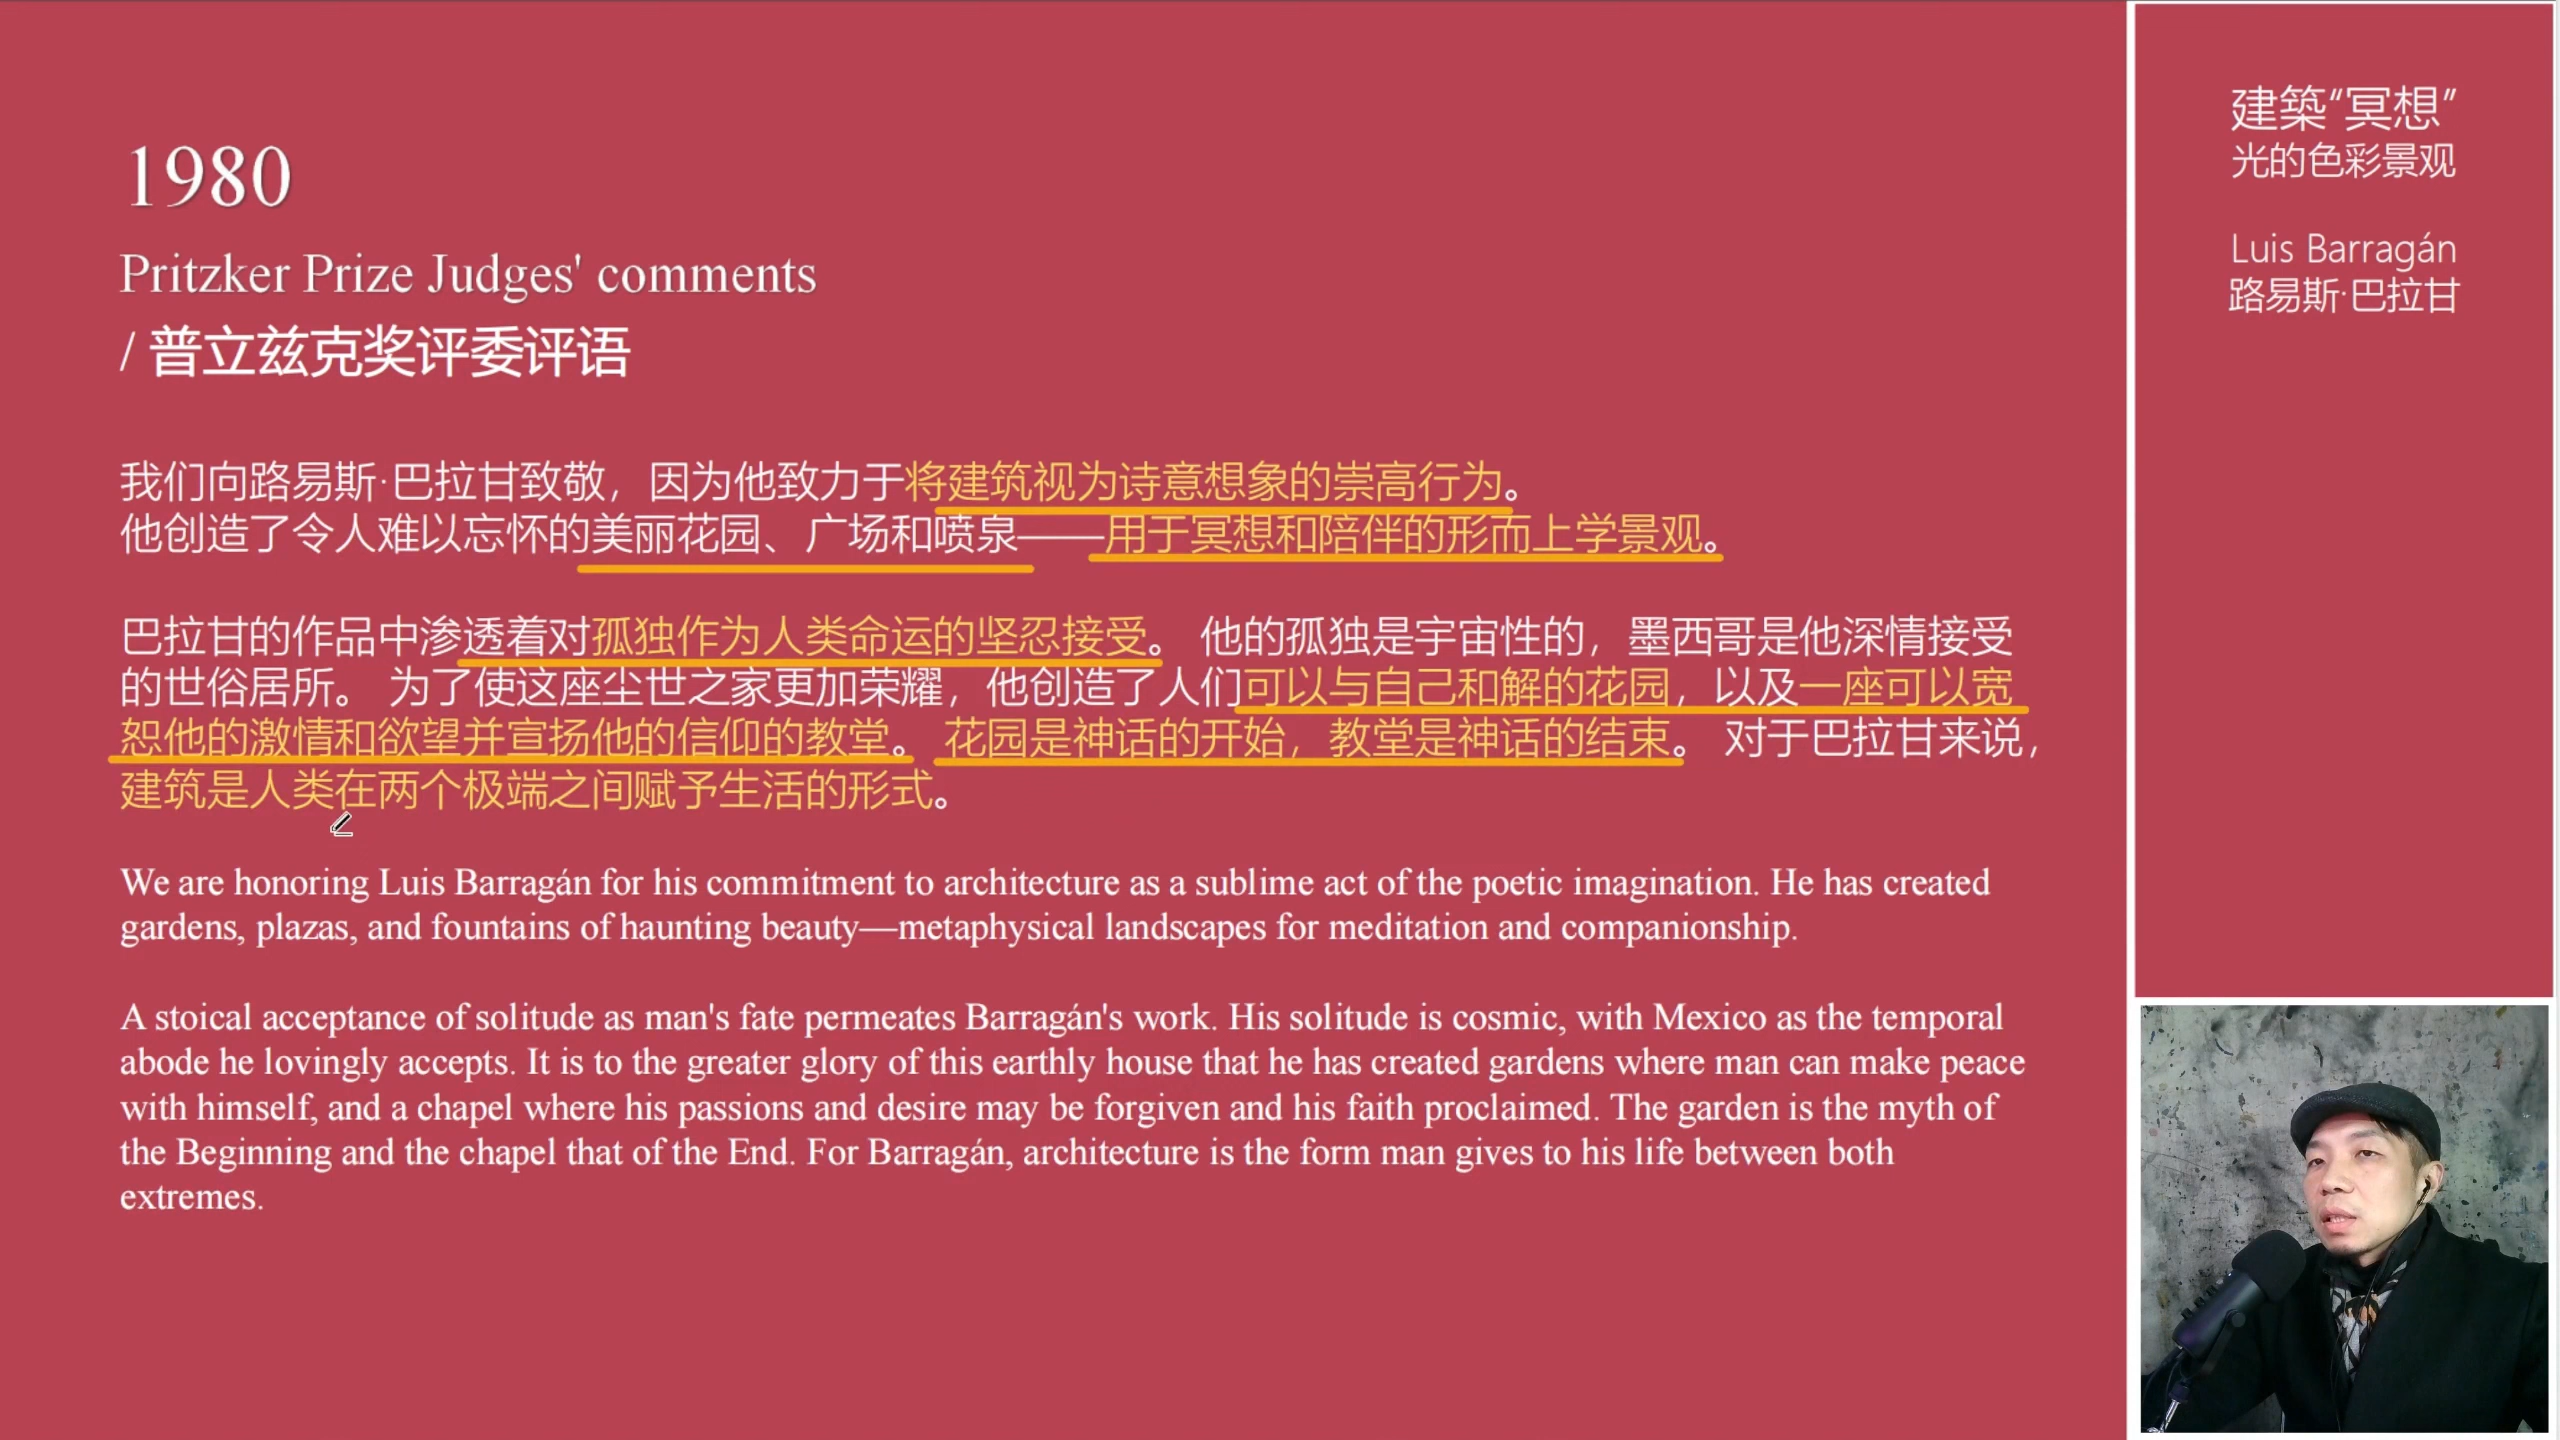 1980
Pritzker Prize Judges' comments
/ 普立兹克奖评委评语
我们向路易斯·巴拉甘致敬，因为他致力于将建筑视为诗意想象的崇高行为。
他创造了令人难以忘怀的美丽花园、广场和喷泉——用于冥想和陪伴的形而上学景观。
巴拉甘的作品中渗透着对孤独作为人类命运的坚忍接受。 他的孤独是宇宙性的，墨西哥是他深情接受
的世俗居所。 为了使这座尘世之家更加荣耀，他创造了人们可以与自己和解的花园，以及一座可以宽
恕他的激情和欲望并宣扬他的信仰的教堂。 花园是神话的开始，教堂是神话的结束。 对于巴拉甘来说，
建筑是人类在两个极端之间赋予生活的形式。
We are honoring Luis Barragán for his commitment to architecture as a sublime act of the poetic imagination. He has created
gardens, plazas, and fountains of haunting beauty—metaphysical landscapes for meditation and companionship.
A stoical acceptance of solitude as man's fate permeates Barragán's work. His solitude is cosmic, with Mexico as the temporal
abode he lovingly accepts. It is to the greater glory of this earthly house that he has created gardens where man can make peace
with himself, and a chapel where his passions and desire may be forgiven and his faith proclaimed. The garden is the myth of
the Beginning and the chapel that of the End. For Barragán, architecture is the form man gives to his life between both
extremes.
建築“冥想”
光的色彩景观
Luis Barragán
路易斯·巴拉甘